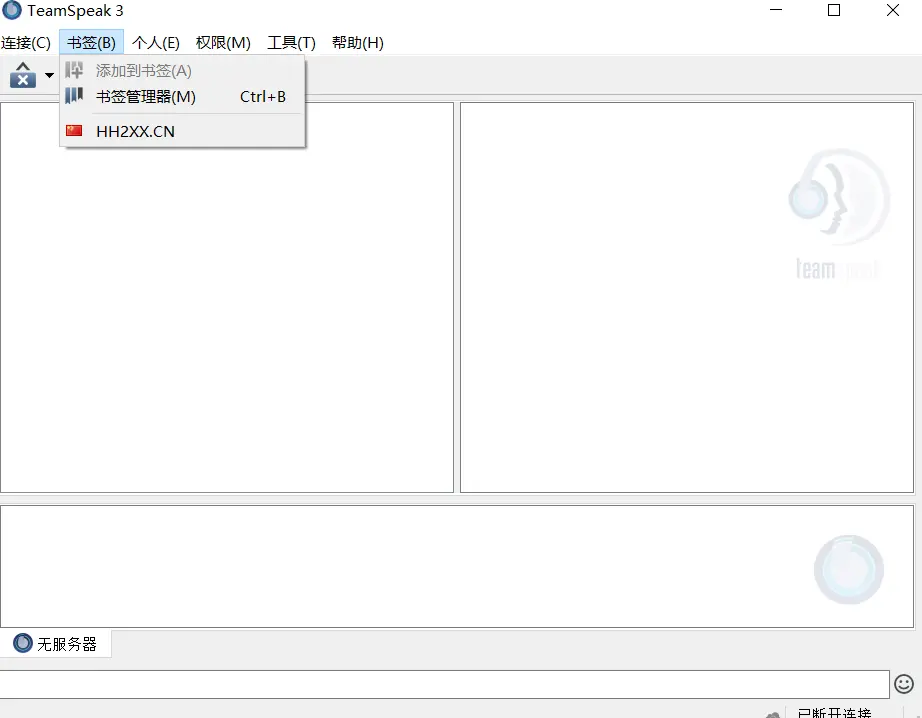 TeamSpeak 3
连接(C) 书签(B) 个人(E) 权限(M) 工具(T) 帮助(H)
添加到书签(A)
书签管理器(M) Ctrl+B
HH2XX.CN
team
无服务器
已断开连接